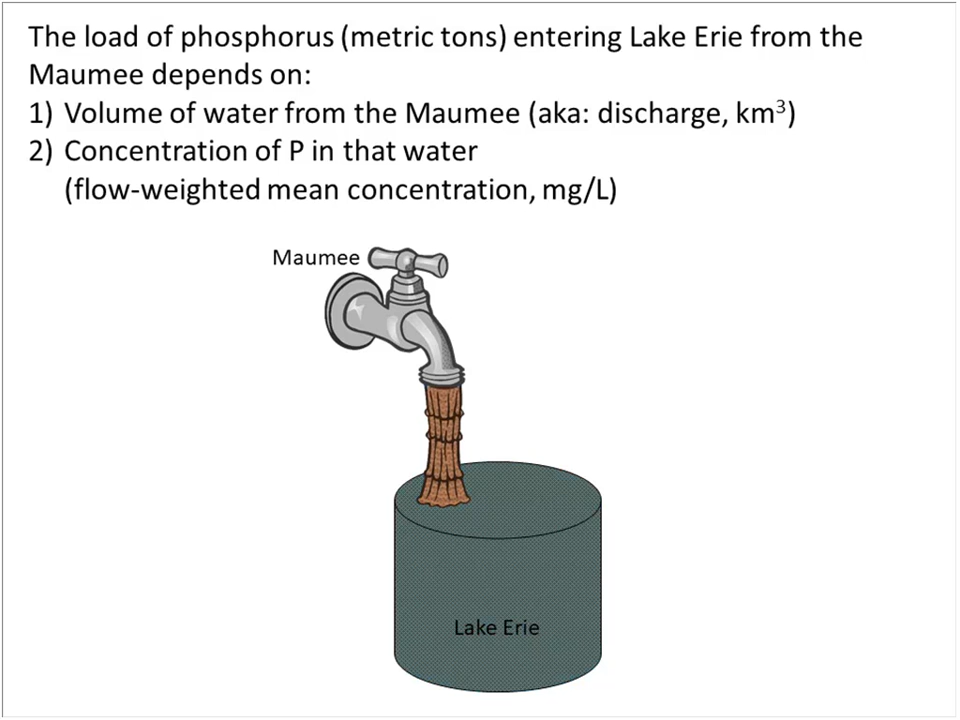 The load of phosphorus (metric tons) entering Lake Erie from the
Maumee depends on:
1) Volume of water from the Maumee (aka: discharge, km³)
2) Concentration of P in that water
(flow-weighted mean concentration, mg/L)
Maumee
Lake Erie